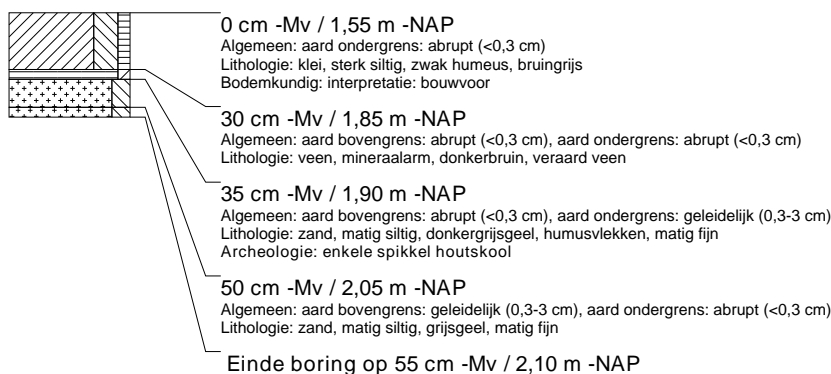 0 cm -Mv / 1,55 m -NAP
Algemeen: aard ondergrens: abrupt (<0,3 cm)
Lithologie: klei, sterk siltig, zwak humeus, bruingrijs
Bodemkundig: interpretatie: bouwvoor
30 cm -Mv / 1,85 m -NAP
Algemeen: aard bovengrens: abrupt (<0,3 cm), aard ondergrens: abrupt (<0,3 cm)
Lithologie: veen, mineraalarm, donkerbruin, veraard veen
35 cm -Mv / 1,90 m -NAP
Algemeen: aard bovengrens: abrupt (<0,3 cm), aard ondergrens: geleidelijk (0,3-3 cm)
Lithologie: zand, matig siltig, donkergrijsgeel, humusvlekken, matig fijn
Archeologie: enkele spikkel houtskool
50 cm -Mv / 2,05 m -NAP
Algemeen: aard bovengrens: geleidelijk (0,3-3 cm), aard ondergrens: abrupt (<0,3 cm)
Lithologie: zand, matig siltig, grijsgeel, matig fijn
Einde boring op 55 cm -Mv / 2,10 m -NAP